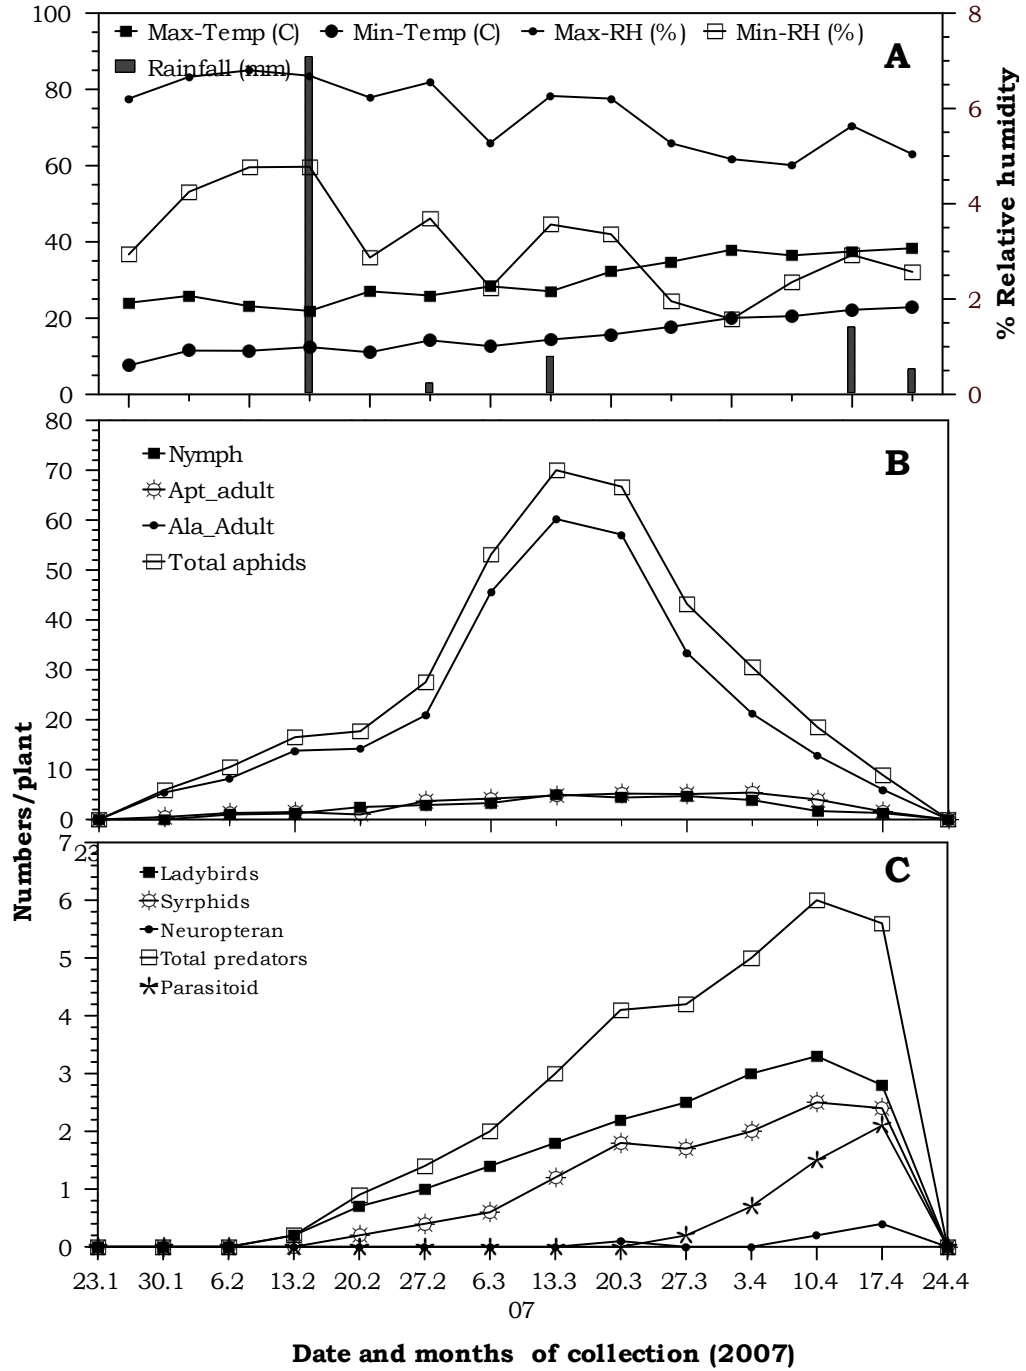 100
8
Max-Temp (C) Min-Temp (C) Max-RH (%) Min-RH (%)
A
Rainfall (mm)
80
6
60
4
40
2
20
0
0
% Relative humidity
80
Nymph
B
70
Apt_adult
60
Ala_Adult
Total aphids
50
40
30
20
10
0
Numbers/plant
7
23
Ladybirds
C
6
Syrphids
Neuropteran
Total predators
5
Parasitoid
4
3
2
1
0
23.1 30.1 6.2 13.2 20.2 27.2 6.3 13.3 20.3 27.3 3.4 10.4 17.4 24.4
07
Date and months of collection (2007)